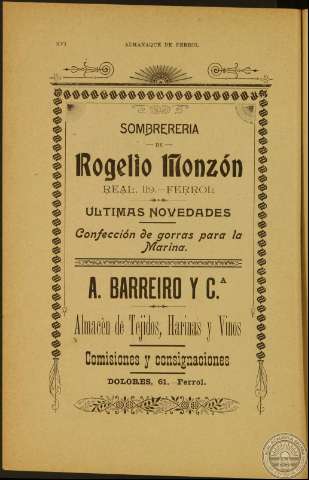 XVI ALMANAQUE DE FERROL
SOMBRERERIA
— DE —
Rogelio Monzón
REAL, 119.—FERROL
ULTIMAS NOVEDADES
Confección de gorras para la
Marina.
A. BARREIRO Y C.ª
Almacén de Tejidos, Harinas y Vinos
Comisiones y consignaciones
DOLORES, 61.—Ferrol.